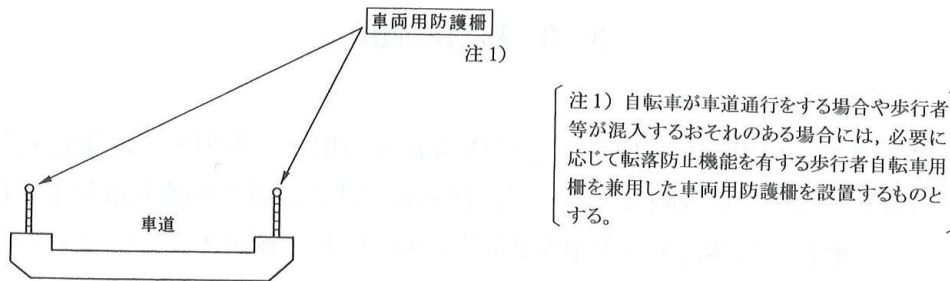 車両用防護柵
注1)
車道
注1) 自転車が車道通行をする場合や歩行者
等が混入するおそれのある場合には, 必要に
応じて転落防止機能を有する歩行者自転車用
柵を兼用した車両用防護柵を設置するものと
する。